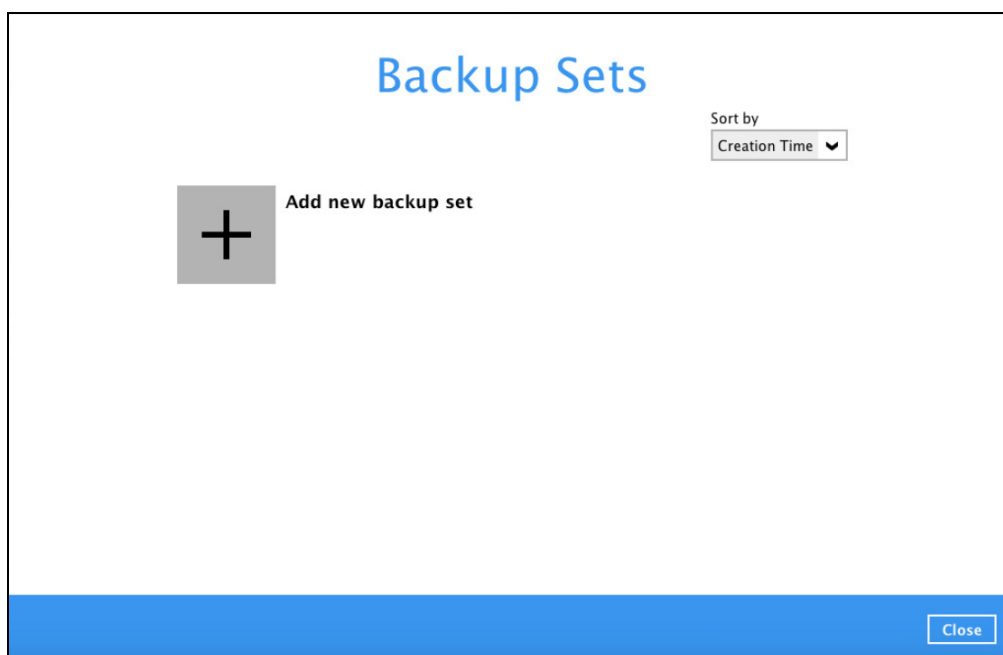 Backup Sets
Sort by
Creation Time
Add new backup set
Close